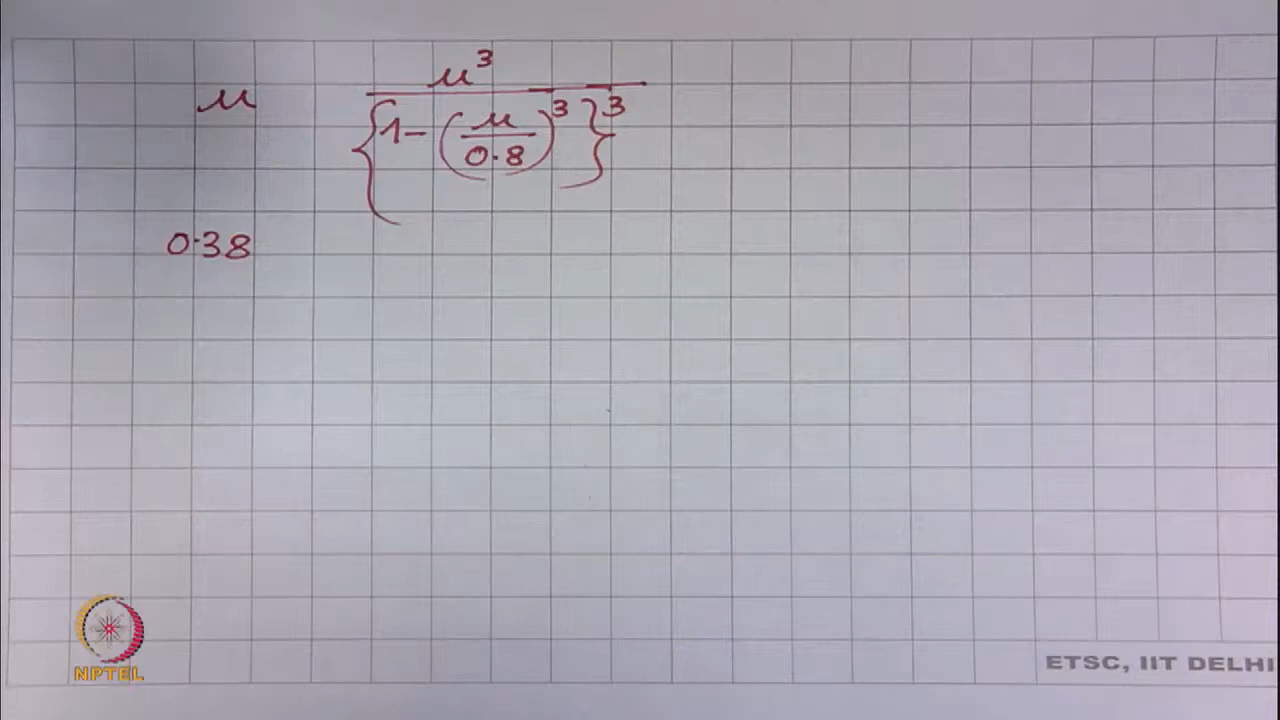 μ μ³
{1-(μ/0.8)³}³
0.38
NPTEL
ETSC, IIT DELHI